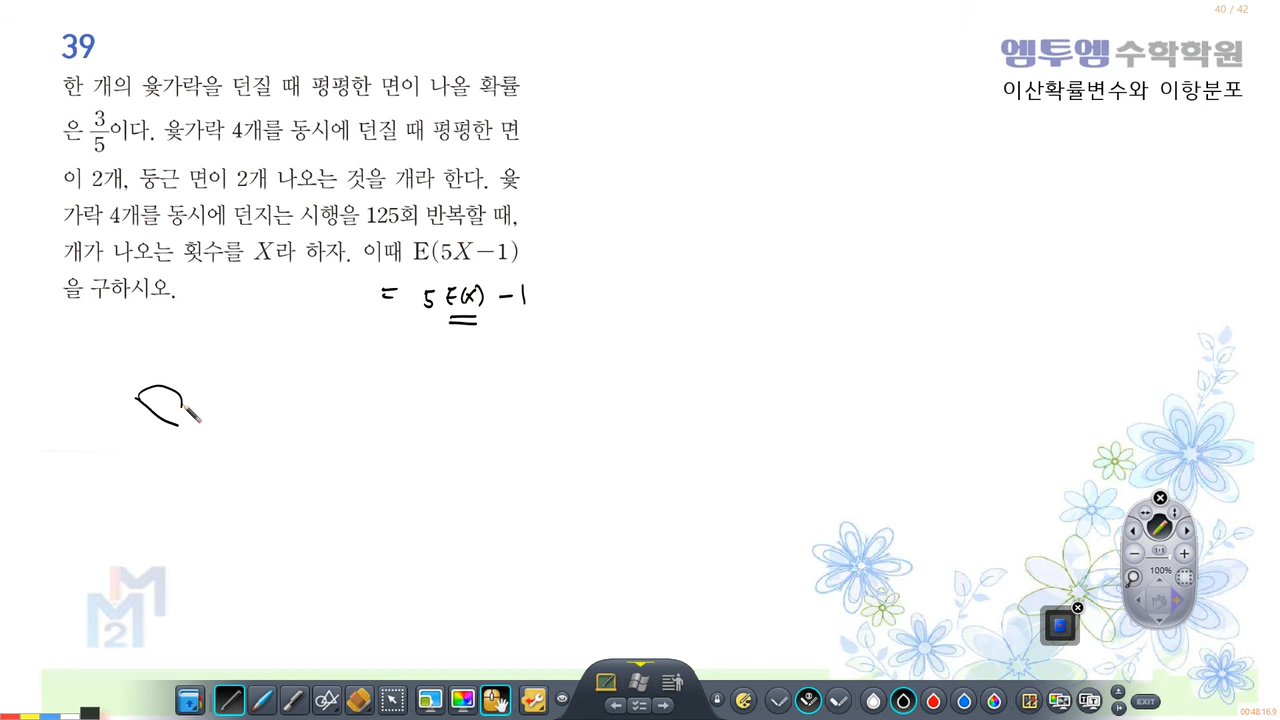 40 / 42
39
엠투엠수학학원
이산확률변수와 이항분포
한 개의 윷가락을 던질 때 평평한 면이 나올 확률
은 3/5이다. 윷가락 4개를 동시에 던질 때 평평한 면
이 2개, 둥근 면이 2개 나오는 것을 개라 한다. 윷
가락 4개를 동시에 던지는 시행을 125회 반복할 때,
개가 나오는 횟수를 X라 하자. 이때 E(5X-1)
을 구하시오.
= 5 E(X) - 1
M
M
2
1:1
100%
EXIT
00:48:16.9